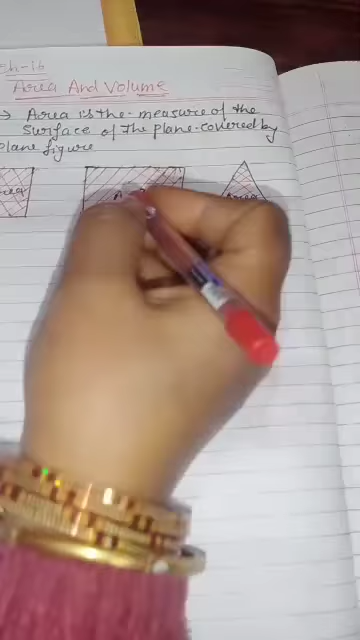 ch-16
Area And Volume
→ Area is the measure of the
surface of the plane covered by
plane figure
Area